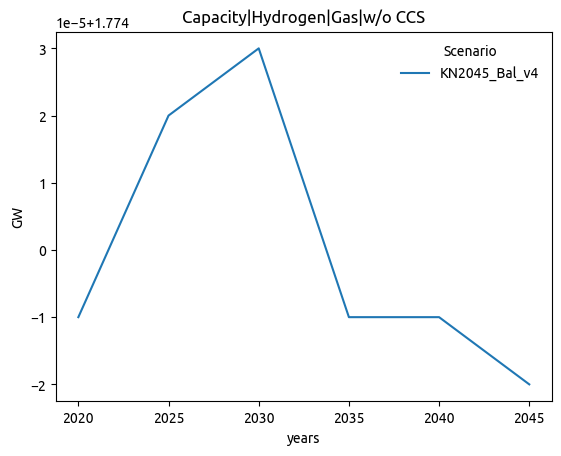 Capacity|Hydrogen|Gas|w/o CCS
1e−5+1.774
Scenario
KN2045_Bal_v4
3
2
1
0
−1
−2
GW
2020 2025 2030 2035 2040 2045
years